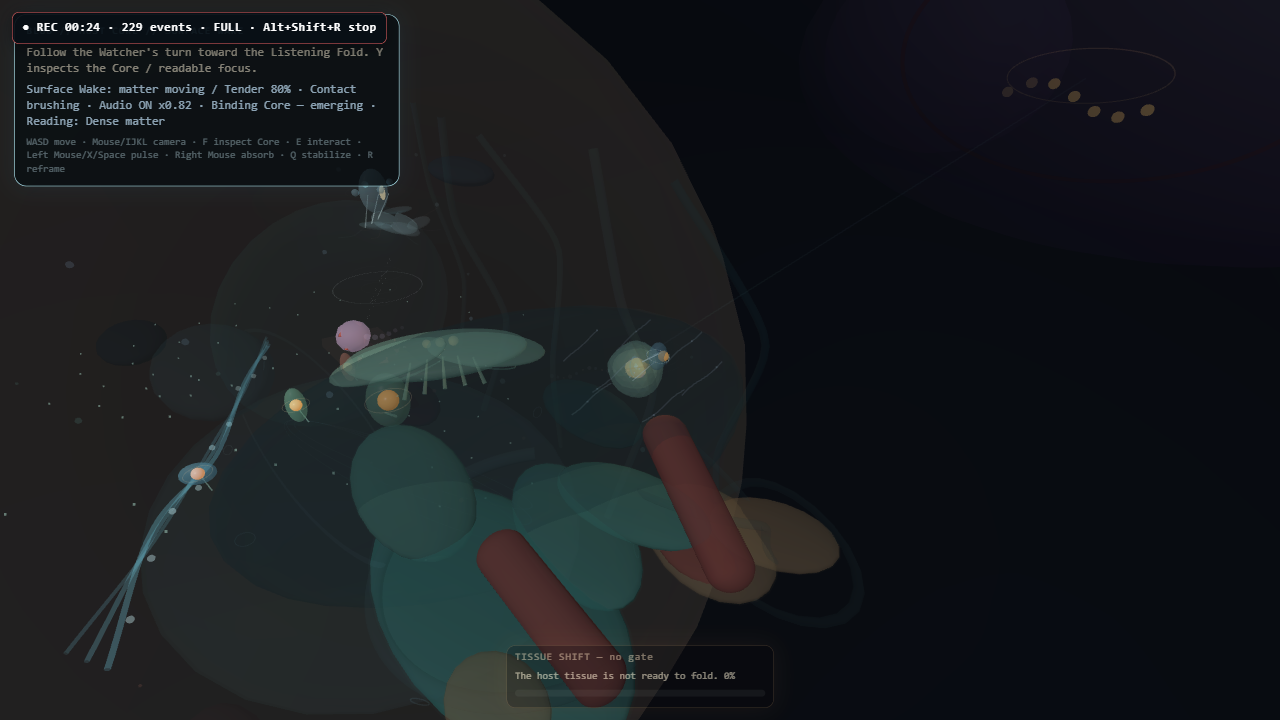 ● REC 00:24 · 229 events · FULL · Alt+Shift+R stop
Follow the Watcher's turn toward the Listening Fold. Y
inspects the Core / readable focus.
Surface Wake: matter moving / Tender 80% · Contact
brushing · Audio ON x0.82 · Binding Core — emerging ·
Reading: Dense matter
WASD move · Mouse/IJKL camera · F inspect Core · E interact ·
Left Mouse/X/Space pulse · Right Mouse absorb · Q stabilize · R
reframe
TISSUE SHIFT — no gate
The host tissue is not ready to fold. 0%